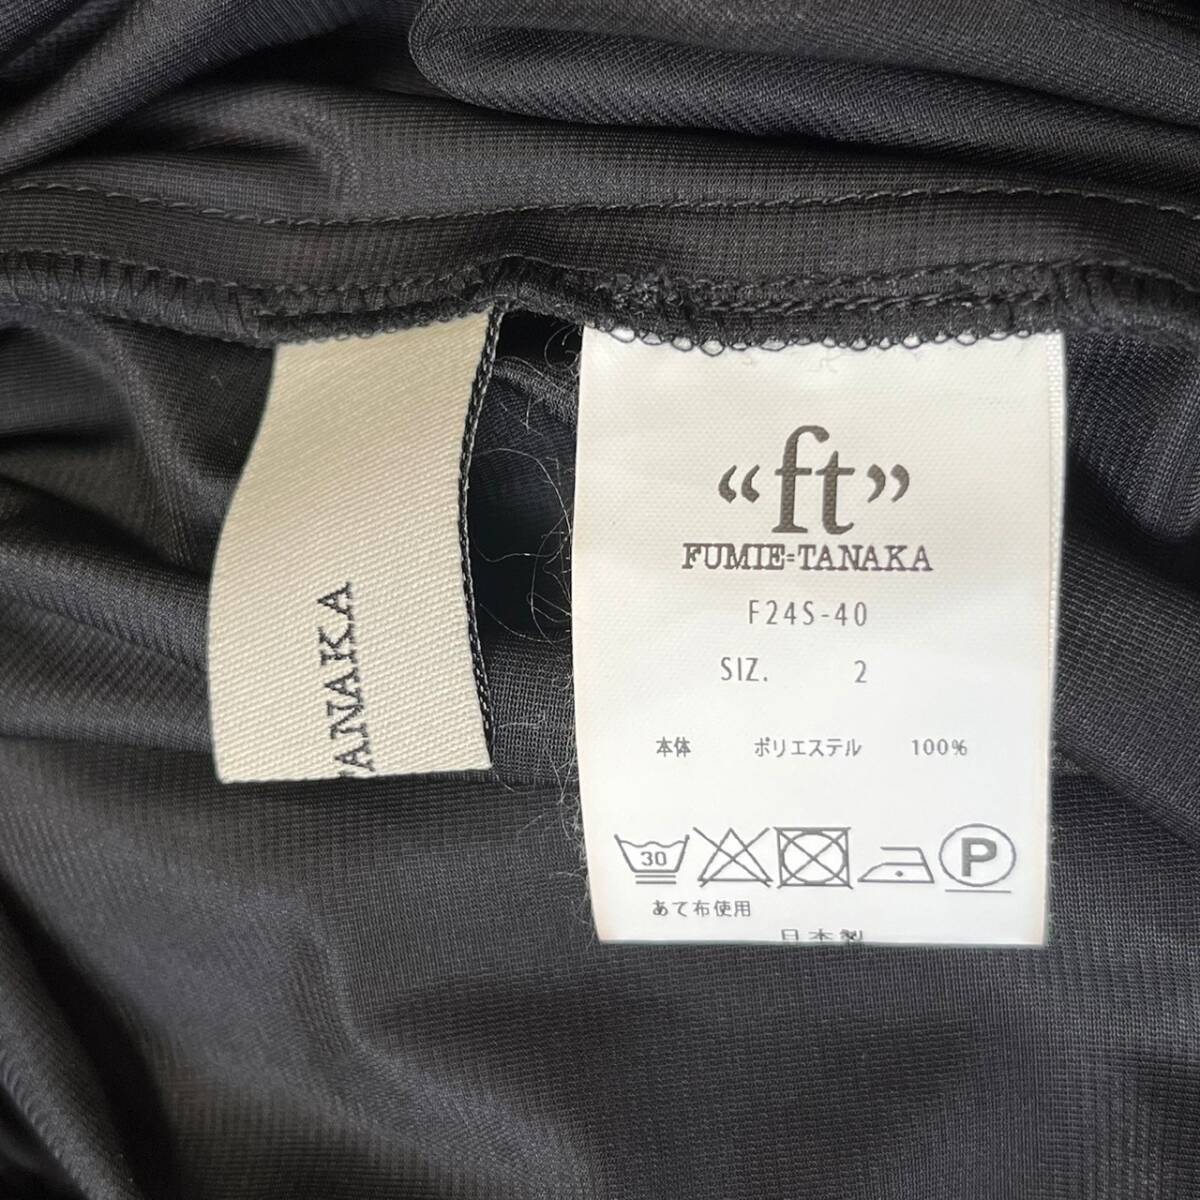 TANAKA
“ft”
FUMIE=TANAKA
F24S-40
SIZ. 2
本体 ポリエステル 100%
30
P
あて布使用
日本製